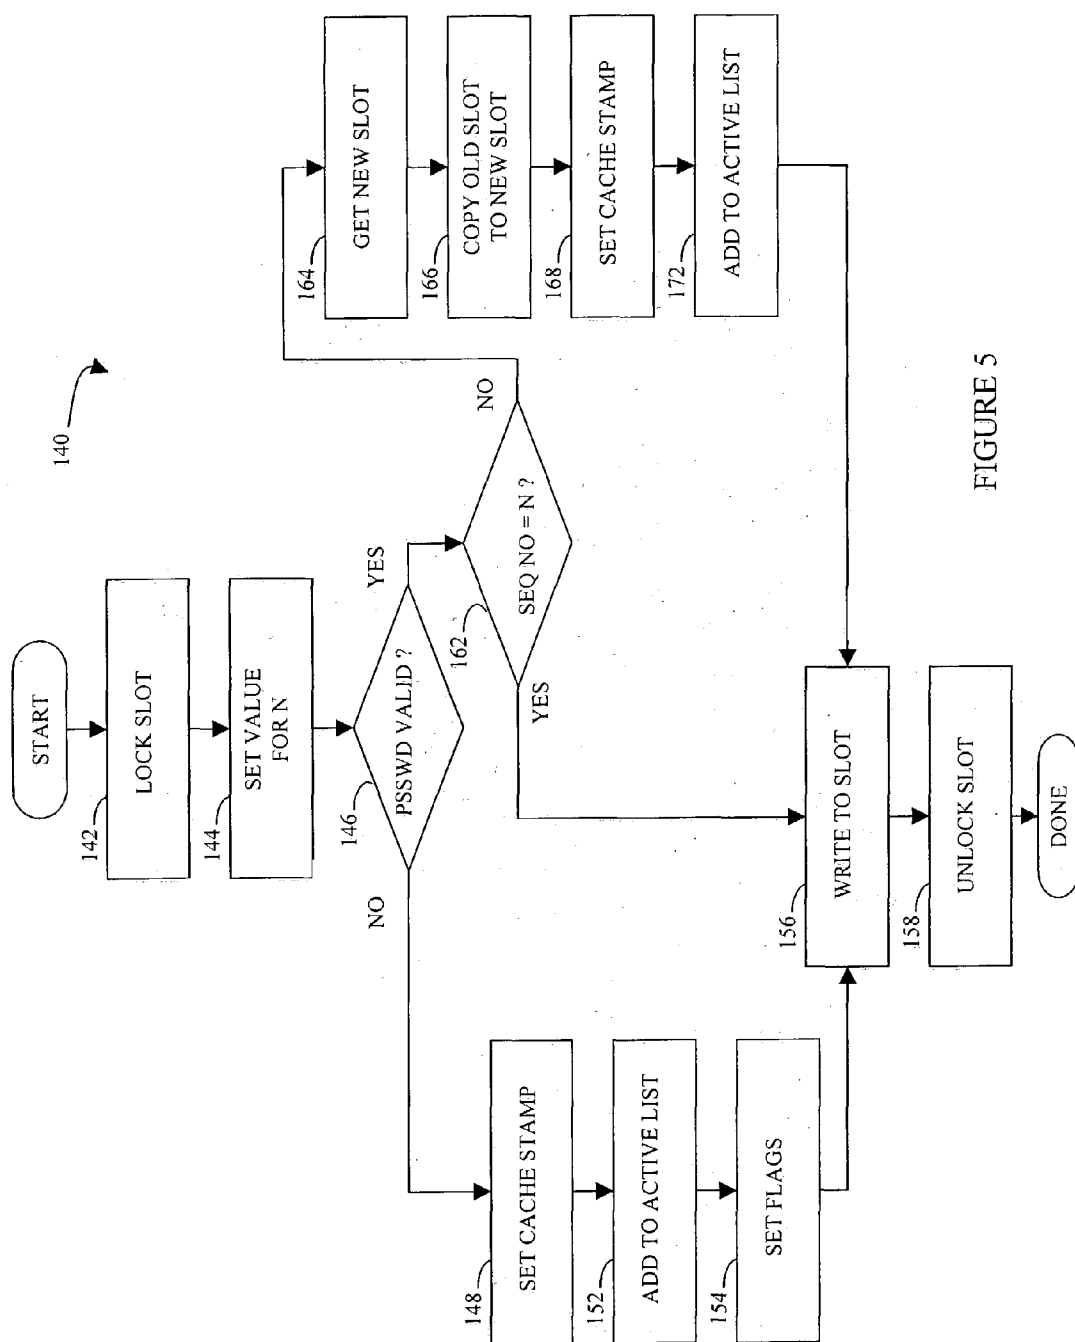 140
START
142
LOCK SLOT
144
SET VALUE
FOR N
146
PSSWD VALID ?
NO
YES
148
SET CACHE STAMP
152
ADD TO ACTIVE LIST
154
SET FLAGS
162
SEQ NO = N ?
YES
NO
164
GET NEW SLOT
166
COPY OLD SLOT
TO NEW SLOT
168
SET CACHE STAMP
172
ADD TO ACTIVE LIST
156
WRITE TO SLOT
158
UNLOCK SLOT
DONE
FIGURE 5